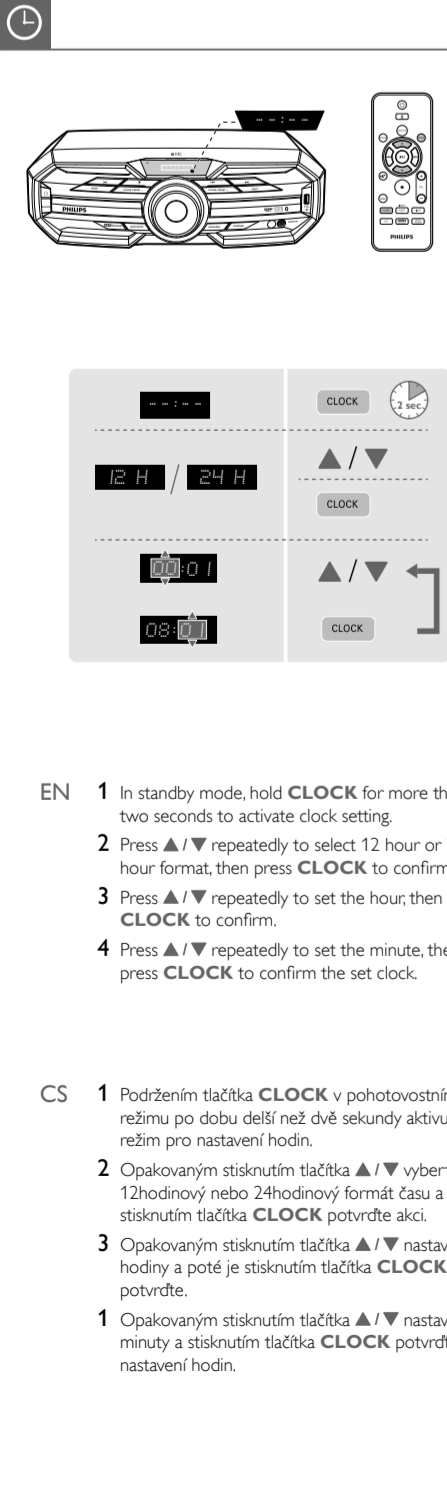 -- -- : -- --
PHILIPS
PHILIPS
-- -- : -- --
CLOCK
2 sec.
12 H / 24 H
▲ / ▼
CLOCK
00:01
▲ / ▼
08:01
CLOCK
EN
1 In standby mode, hold CLOCK for more th
two seconds to activate clock setting.
2 Press ▲ / ▼ repeatedly to select 12 hour or
hour format, then press CLOCK to confirm
3 Press ▲ / ▼ repeatedly to set the hour, then
CLOCK to confirm.
4 Press ▲ / ▼ repeatedly to set the minute, the
press CLOCK to confirm the set clock.
CS
1 Podržením tlačítka CLOCK v pohotovostní
režimu po dobu delší než dvě sekundy aktivu
režim pro nastavení hodin.
2 Opakovaným stisknutím tlačítka ▲ / ▼ vyber
12hodinový nebo 24hodinový formát času a
stisknutím tlačítka CLOCK potvrďte akci.
3 Opakovaným stisknutím tlačítka ▲ / ▼ nastav
hodiny a poté je stisknutím tlačítka CLOCK
potvrďte.
1 Opakovaným stisknutím tlačítka ▲ / ▼ nastav
minuty a stisknutím tlačítka CLOCK potvrďt
nastavení hodin.